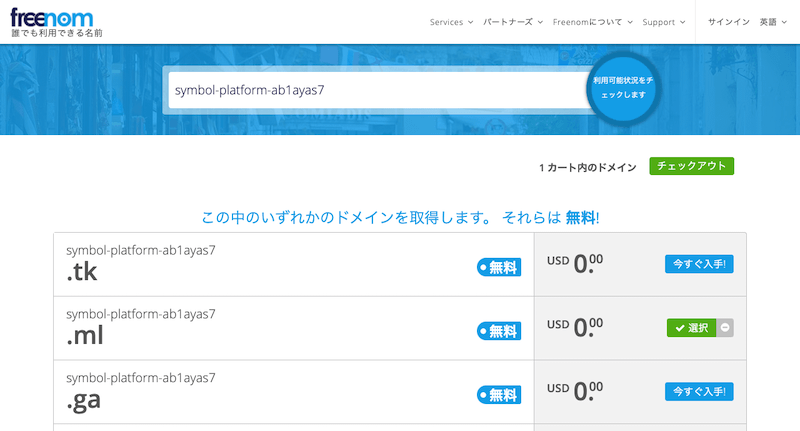 freenom
誰でも利用できる名前
Services パートナーズ Freenomについて Support サインイン 英語
symbol-platform-ab1ayas7
利用可能状況をチ
ェックします
1 カート内のドメイン チェックアウト
この中のいずれかのドメインを取得します。 それらは 無料!
symbol-platform-ab1ayas7
.tk
無料 USD 0.00 今すぐ入手!
symbol-platform-ab1ayas7
.ml
無料 USD 0.00 選択
symbol-platform-ab1ayas7
.ga
無料 USD 0.00 今すぐ入手!